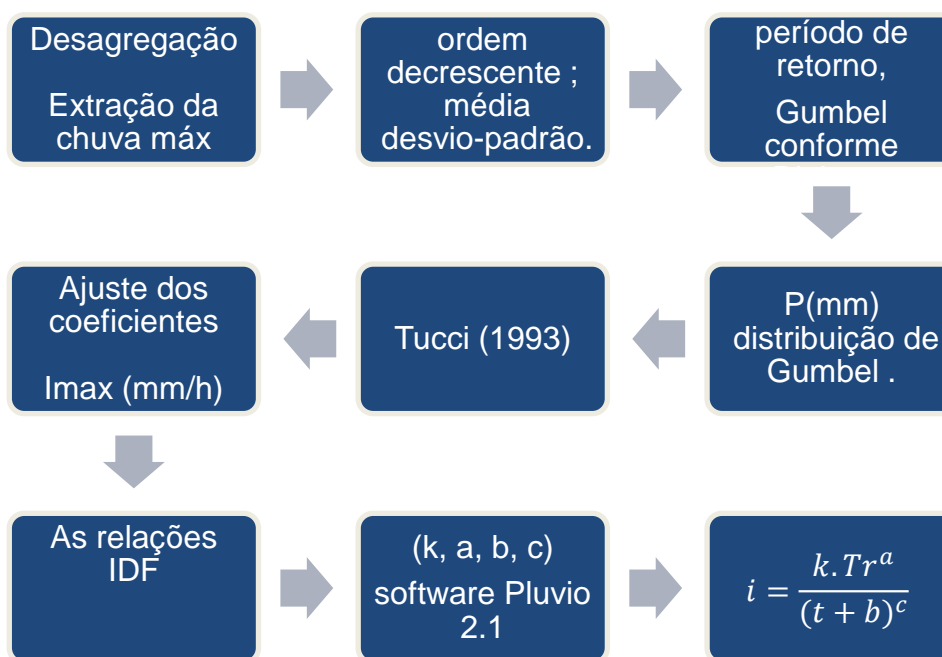 Desagregação
Extração da
chuva máx
ordem
decrescente ;
média
desvio-padrão.
período de
retorno,
Gumbel
conforme
P(mm)
distribuição de
Gumbel .
Tucci (1993)
Ajuste dos
coeficientes
Imax (mm/h)
As relações
IDF
(k, a, b, c)
software Pluvio
2.1
i = k.Tr^a / (t + b)^c